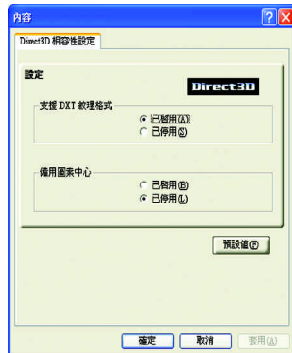 內容
Direct3D 相容性設定
設定
Direct3D
支援 DXT 紋理格式
已啟用(A)
已停用(S)
備用圖素中心
已啟用(E)
已停用(L)
預設值(F)
確定
取消
套用(A)